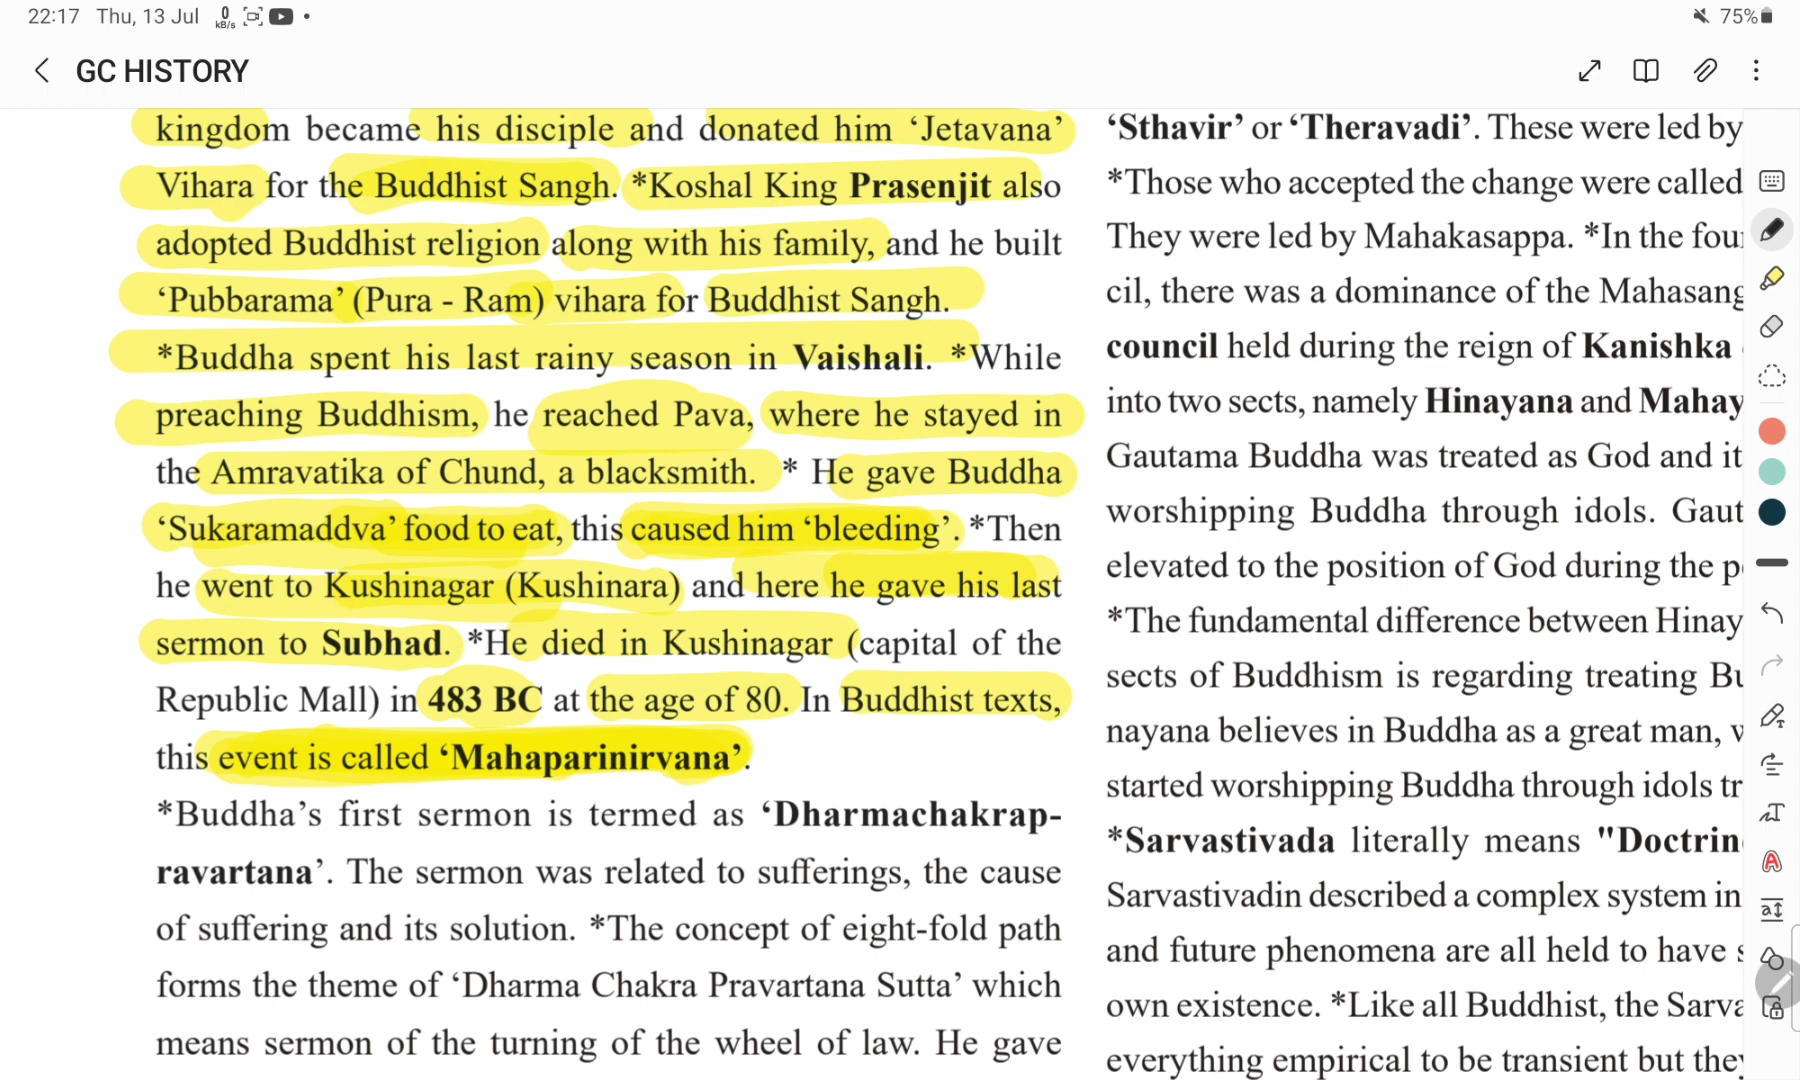 22:17 Thu, 13 Jul 0 kB/s 75%
GC HISTORY
kingdom became his disciple and donated him ‘Jetavana’
Vihara for the Buddhist Sangh. *Koshal King Prasenjit also
adopted Buddhist religion along with his family, and he built
‘Pubbarama’ (Pura - Ram) vihara for Buddhist Sangh.
*Buddha spent his last rainy season in Vaishali. *While
preaching Buddhism, he reached Pava, where he stayed in
the Amravatika of Chund, a blacksmith. * He gave Buddha
‘Sukaramaddva’ food to eat, this caused him ‘bleeding’. *Then
he went to Kushinagar (Kushinara) and here he gave his last
sermon to Subhad. *He died in Kushinagar (capital of the
Republic Mall) in 483 BC at the age of 80. In Buddhist texts,
this event is called ‘Mahaparinirvana’.
*Buddha’s first sermon is termed as ‘Dharmachakrap-
ravartana’. The sermon was related to sufferings, the cause
of suffering and its solution. *The concept of eight-fold path
forms the theme of ‘Dharma Chakra Pravartana Sutta’ which
means sermon of the turning of the wheel of law. He gave
‘Sthavir’ or ‘Theravadi’. These were led by
*Those who accepted the change were called
They were led by Mahakasappa. *In the fou
cil, there was a dominance of the Mahasang
council held during the reign of Kanishka
into two sects, namely Hinayana and Mahay
Gautama Buddha was treated as God and it
worshipping Buddha through idols. Gaut
elevated to the position of God during the p
*The fundamental difference between Hinay
sects of Buddhism is regarding treating Bu
nayana believes in Buddha as a great man, w
started worshipping Buddha through idols tr
*Sarvastivada literally means "Doctrin
Sarvastivadin described a complex system in
and future phenomena are all held to have s
own existence. *Like all Buddhist, the Sarva
everything empirical to be transient but they